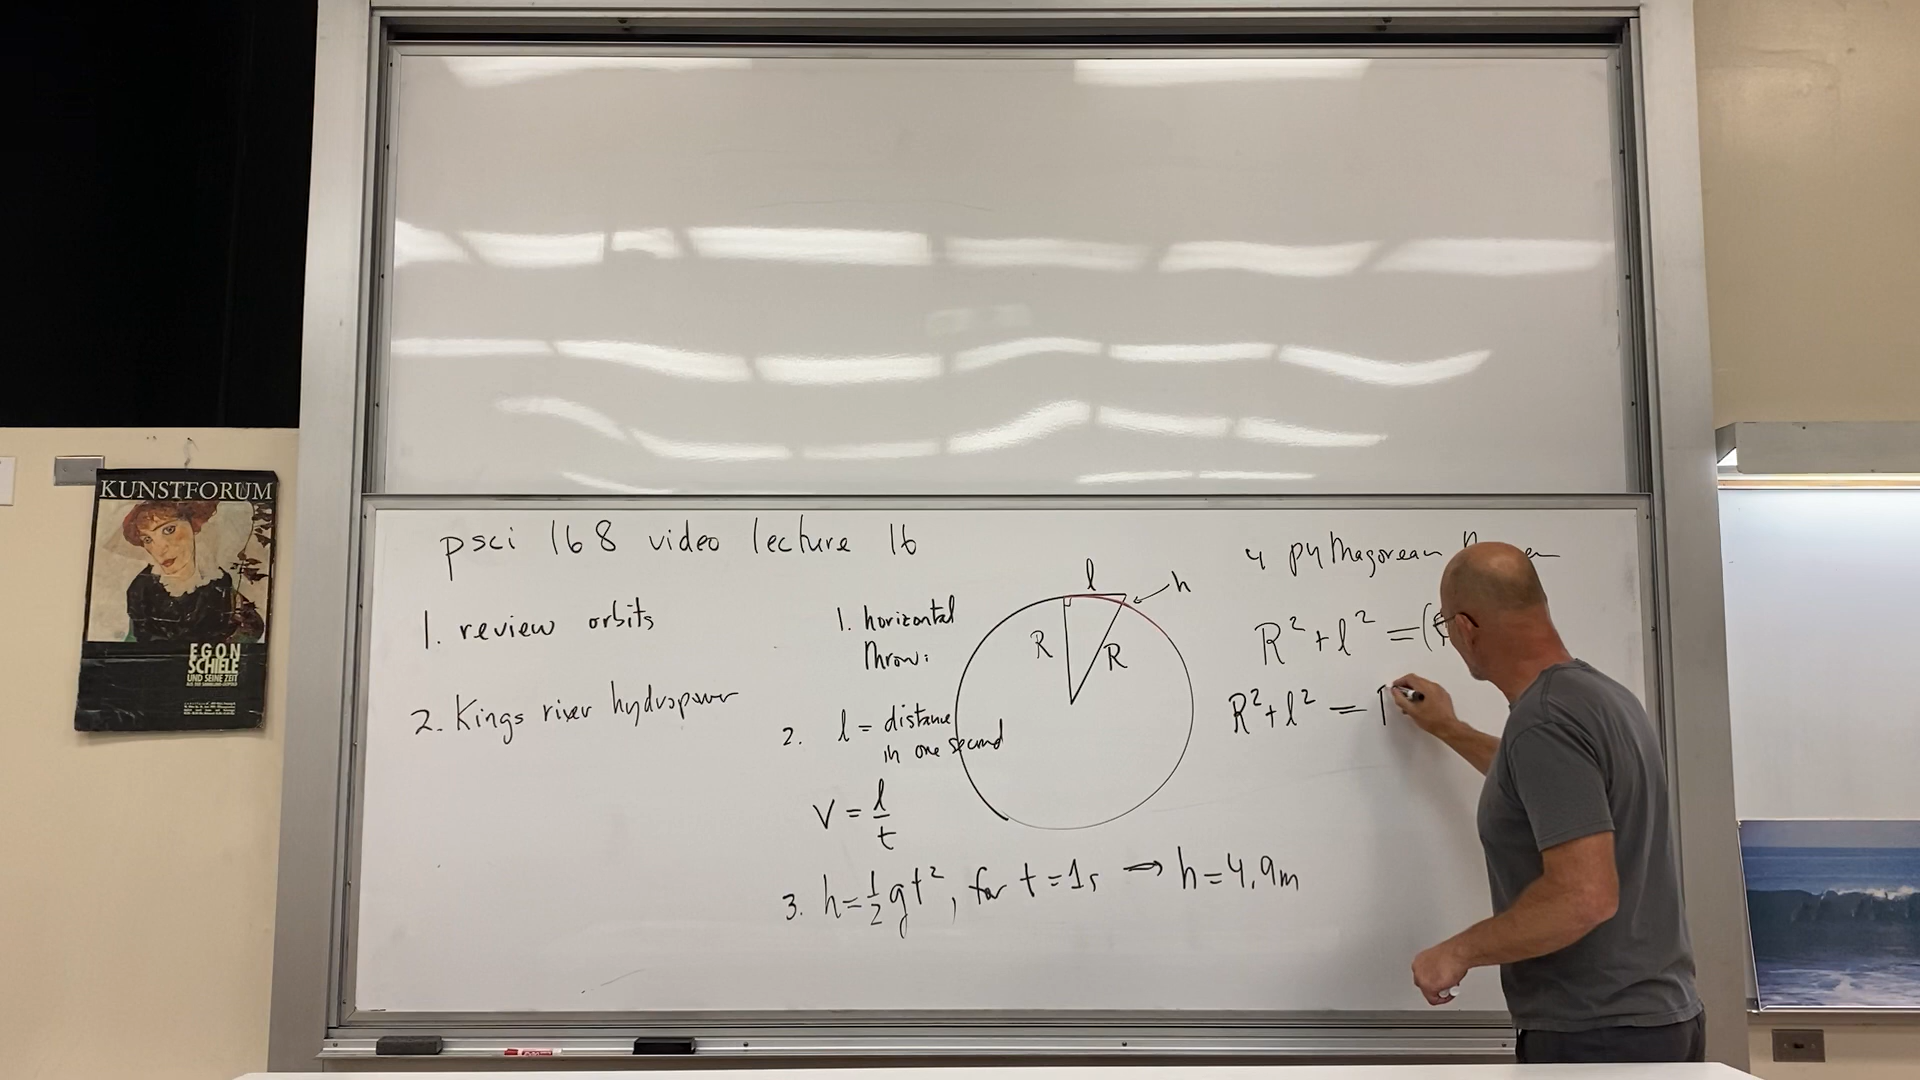 KUNSTFORUM
EGON
SCHIELE
UND SEINE ZEIT
psci 168 video lecture 16
1. review orbits
2. Kings river hydropower
1. horizontal
throw:
2. l = distance
in one second
V = l/t
3. h = 1/2 gt², for t = 1s → h = 4.9m
l
h
R
R
4 pythagorean
R² + l² = (
R² + l² =